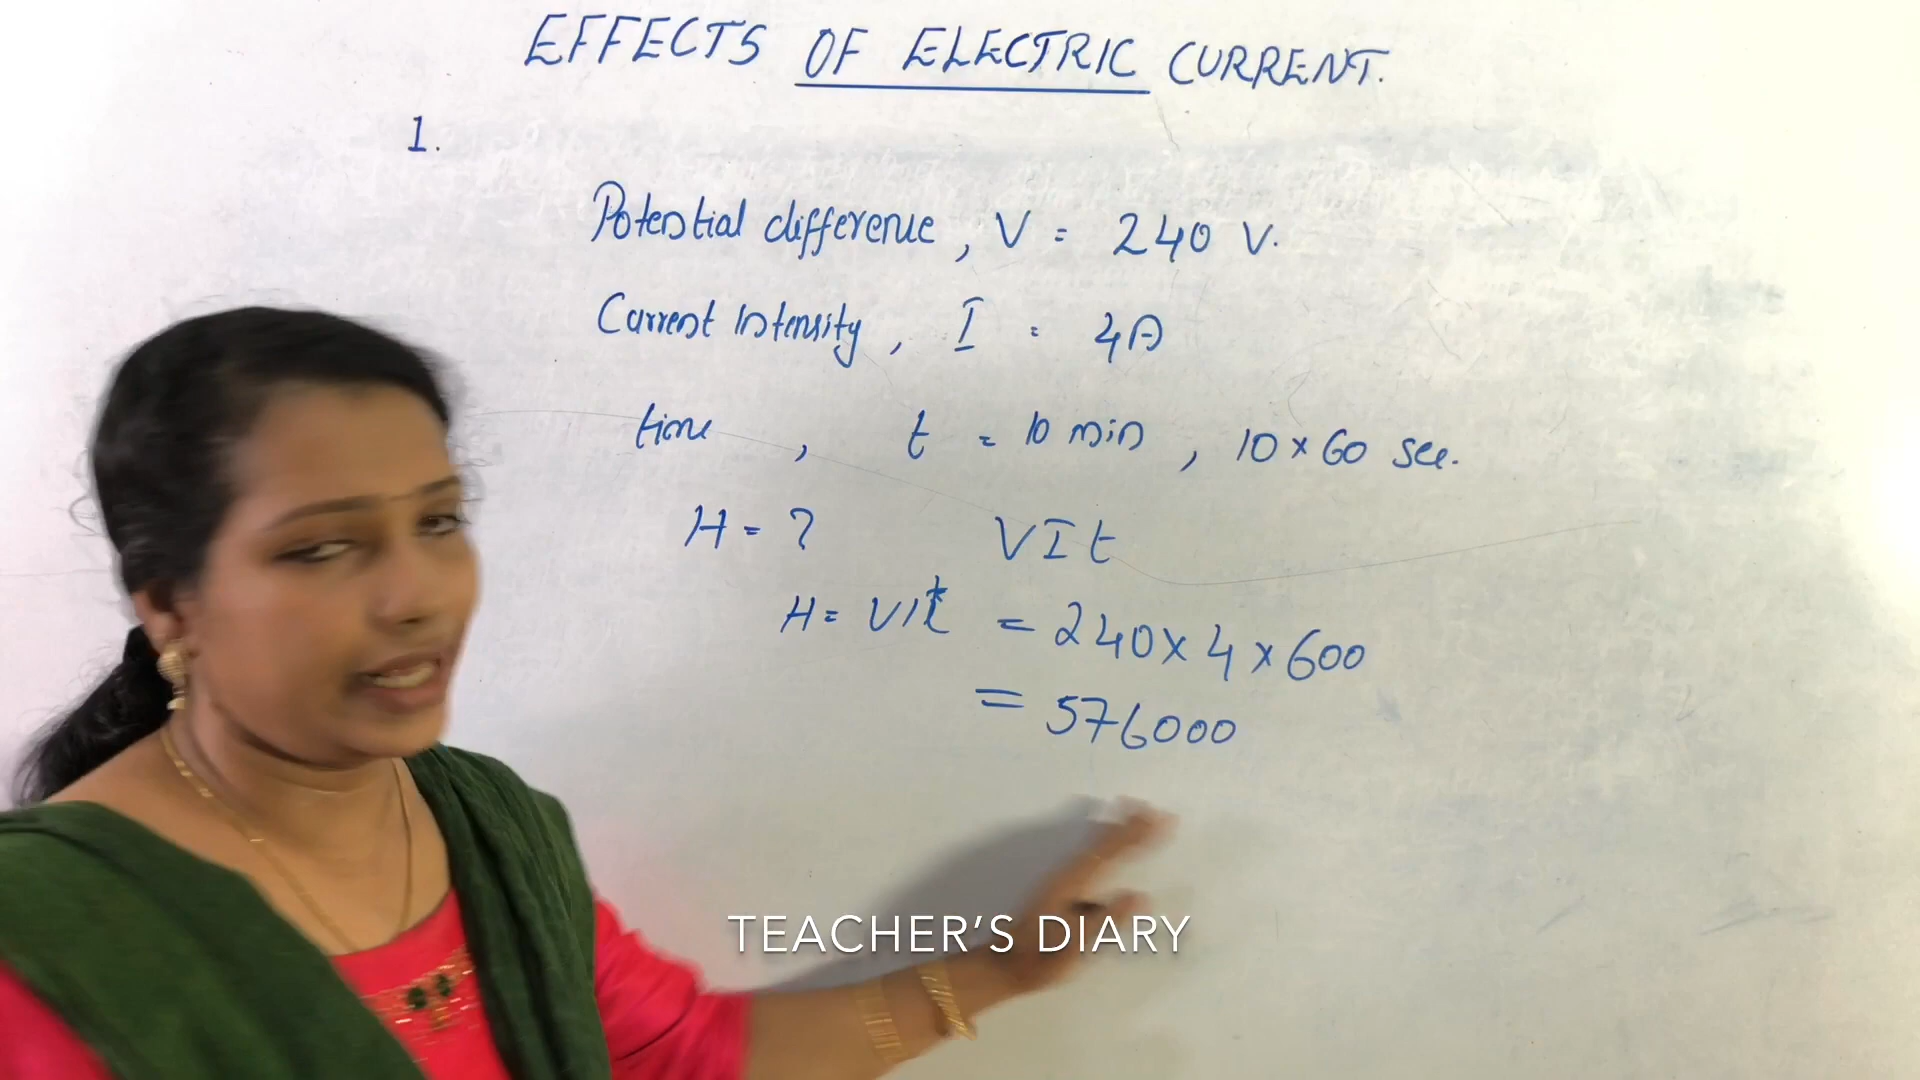 EFFECTS OF ELECTRIC CURRENT.
1.
Potential difference, V = 240 V.
Current Intensity, I = 4A
time, t = 10 min, 10 × 60 sec.
H = ? VIt
H = VIt = 240 × 4 × 600
= 576000
TEACHER'S DIARY